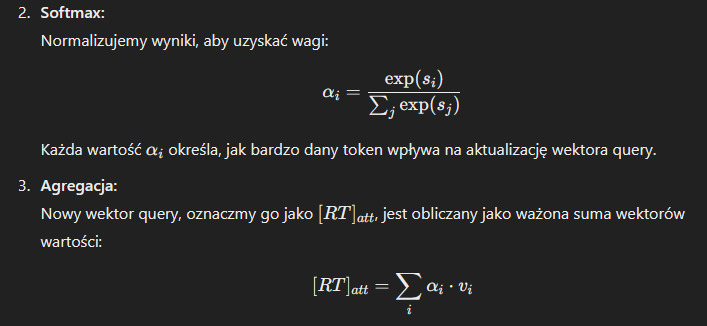 2. Softmax:
Normalizujemy wyniki, aby uzyskać wagi:
αᵢ = exp(sᵢ) / ∑ⱼ exp(sⱼ)
Każda wartość αᵢ określa, jak bardzo dany token wpływa na aktualizację wektora query.
3. Agregacja:
Nowy wektor query, oznaczmy go jako [RT]ₐₜₜ, jest obliczany jako ważona suma wektorów
wartości:
[RT]ₐₜₜ = ∑ᵢ αᵢ · vᵢ